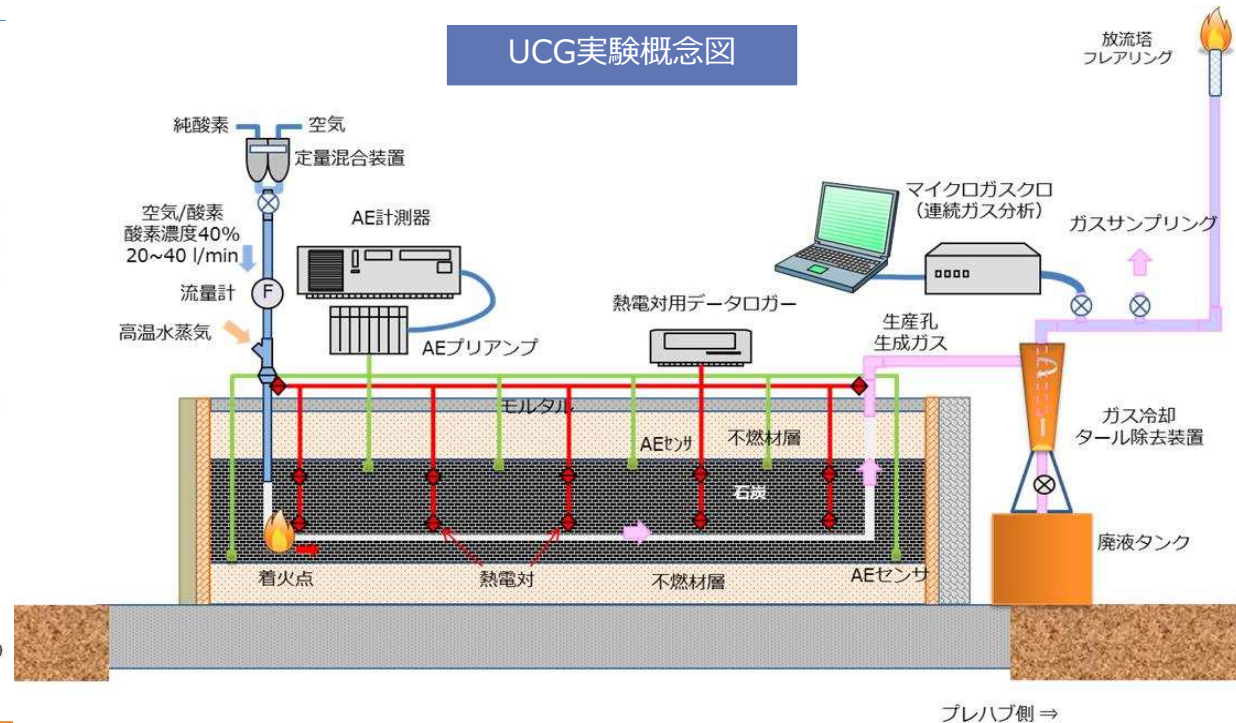 UCG実験概念図
放流塔
フレアリング
純酸素
空気
定量混合装置
空気/酸素
酸素濃度40%
20~40 l/min
流量計
F
高温水蒸気
AE計測器
AEプリアンプ
熱電対用データロガー
マイクロガスクロ
（連続ガス分析）
ガスサンプリング
生産孔
生成ガス
ガス冷却
タール除去装置
モルタル
AEセンサ
不燃材層
石炭
着火点
熱電対
不燃材層
AEセンサ
廃液タンク
プレハブ側 ⇒